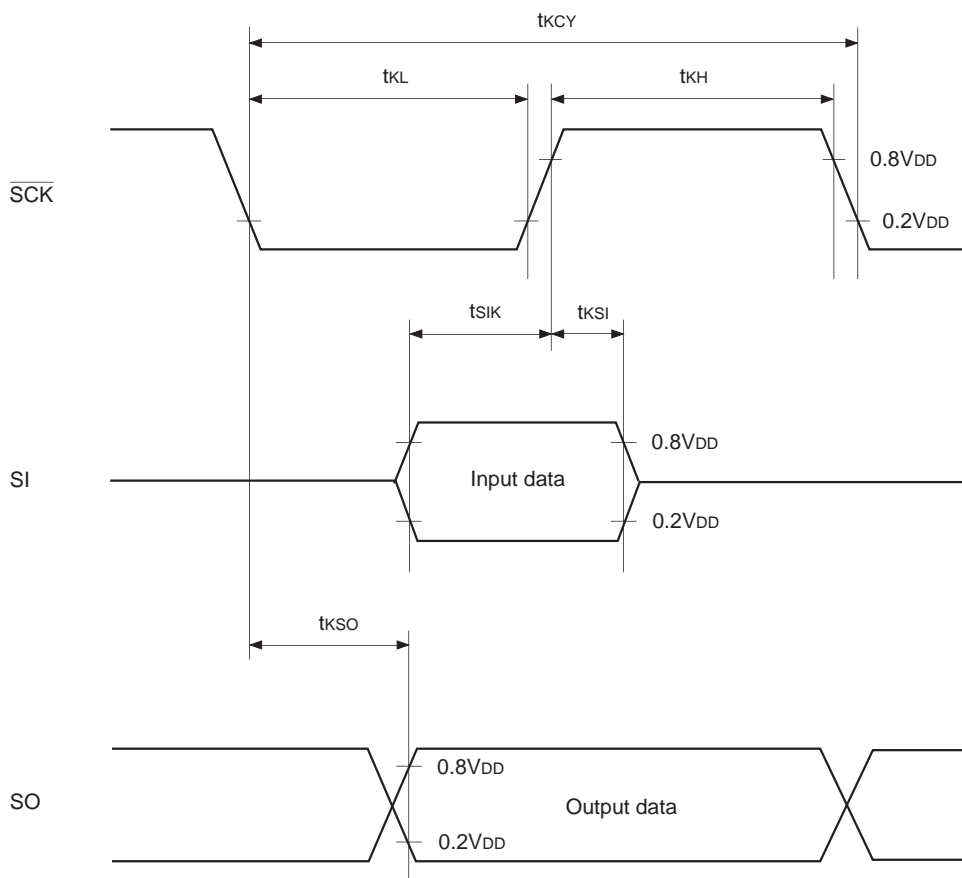 tKCY
tKL
tKH
SCK
0.8VDD
0.2VDD
tSIK
tKSI
0.8VDD
SI
Input data
0.2VDD
tKSO
0.8VDD
SO
Output data
0.2VDD